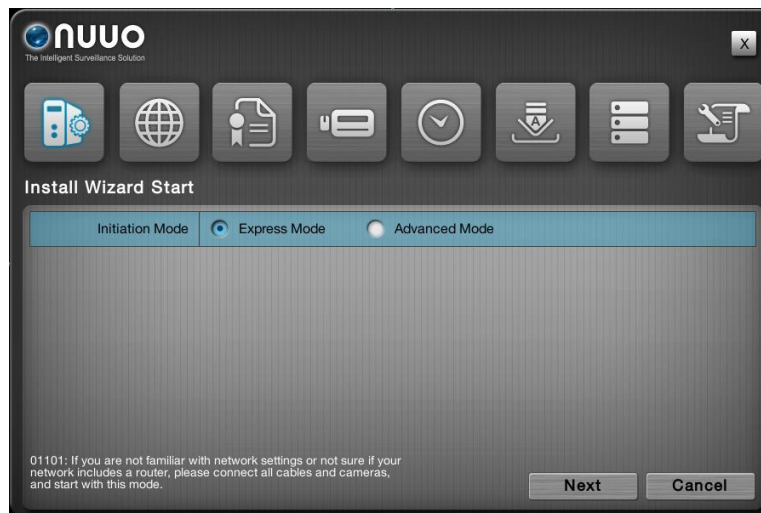 nuuo
The Intelligent Surveillance Solution
X
A
Install Wizard Start
Initiation Mode Express Mode Advanced Mode
01101: If you are not familiar with network settings or not sure if your
network includes a router, please connect all cables and cameras,
and start with this mode.
Next Cancel